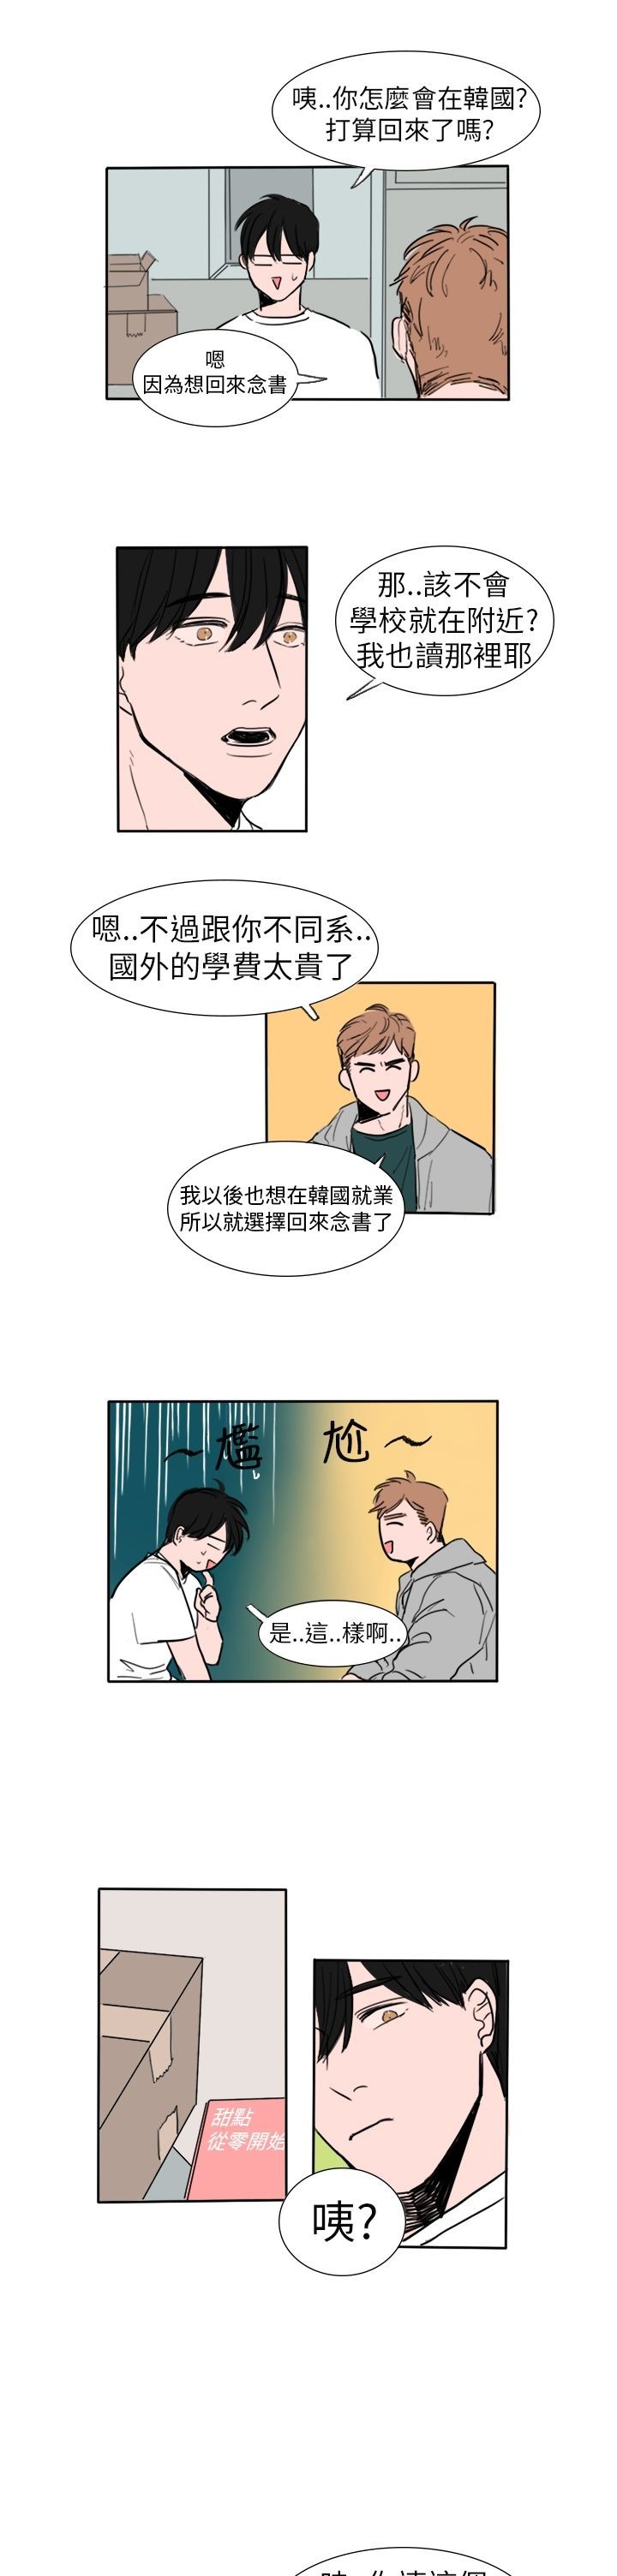 咦..你怎麼會在韓國?
打算回來了嗎?
嗯
因為想回來念書
那..該不會
學校就在附近?
我也讀那裡耶
嗯..不過跟你不同系..
國外的學費太貴了
我以後也想在韓國就業
所以就選擇回來念書了
~尷 尬~
是..這..樣啊..
甜點
從零開始
咦?